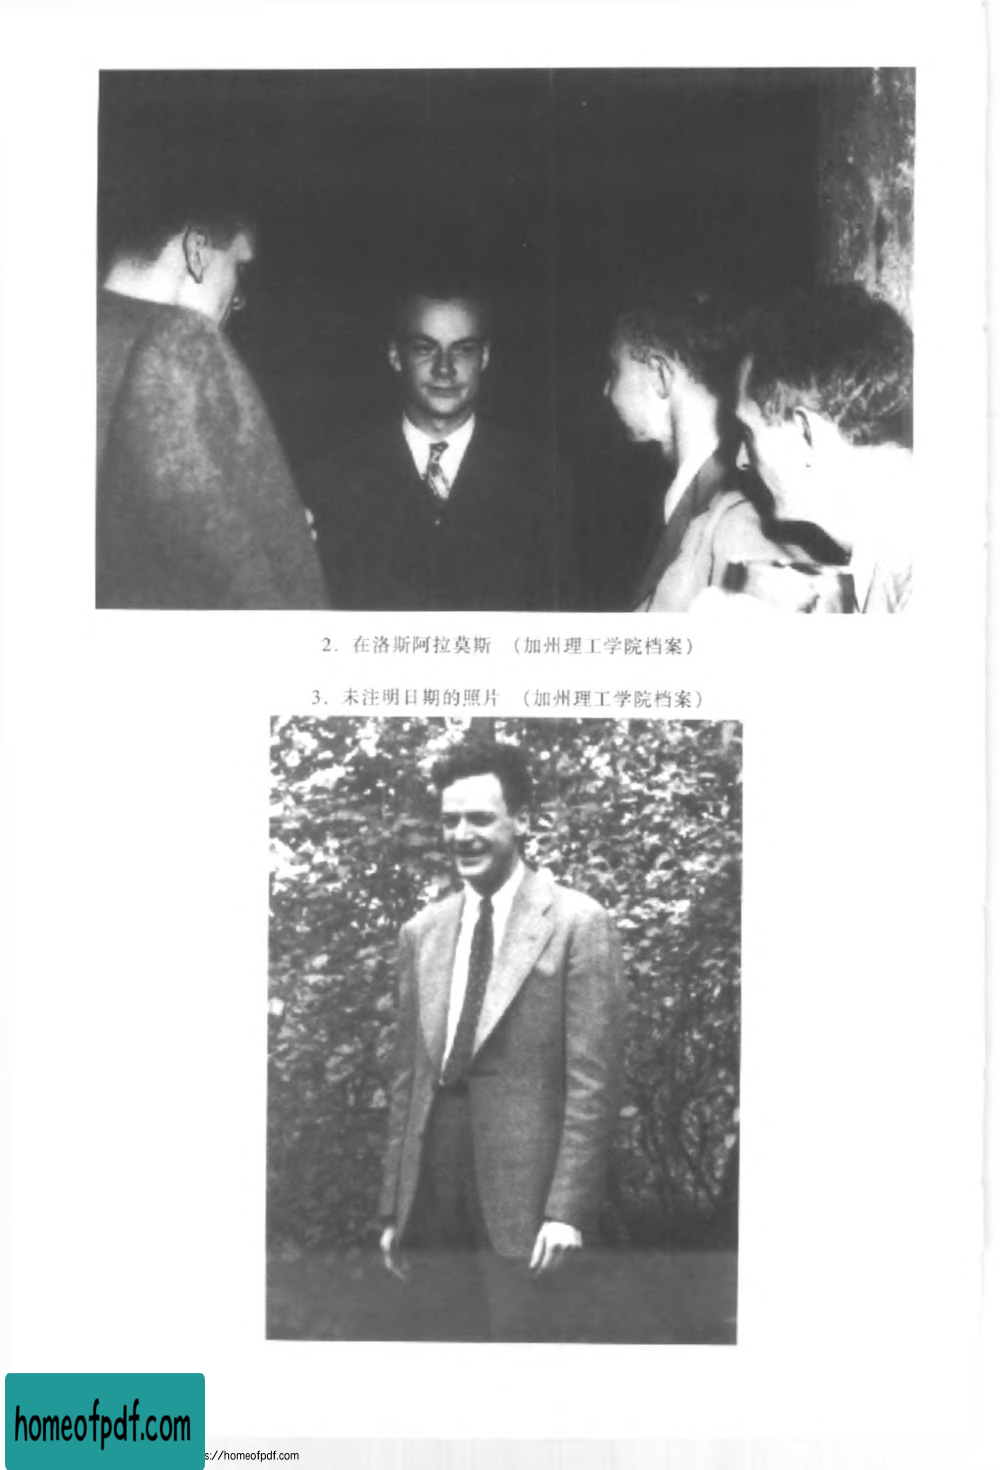 2. 在洛斯阿拉莫斯 (加州理工学院档案)
3. 未注明日期的照片 (加州理工学院档案)
homeofpdf.com
s://homeofpdf.com